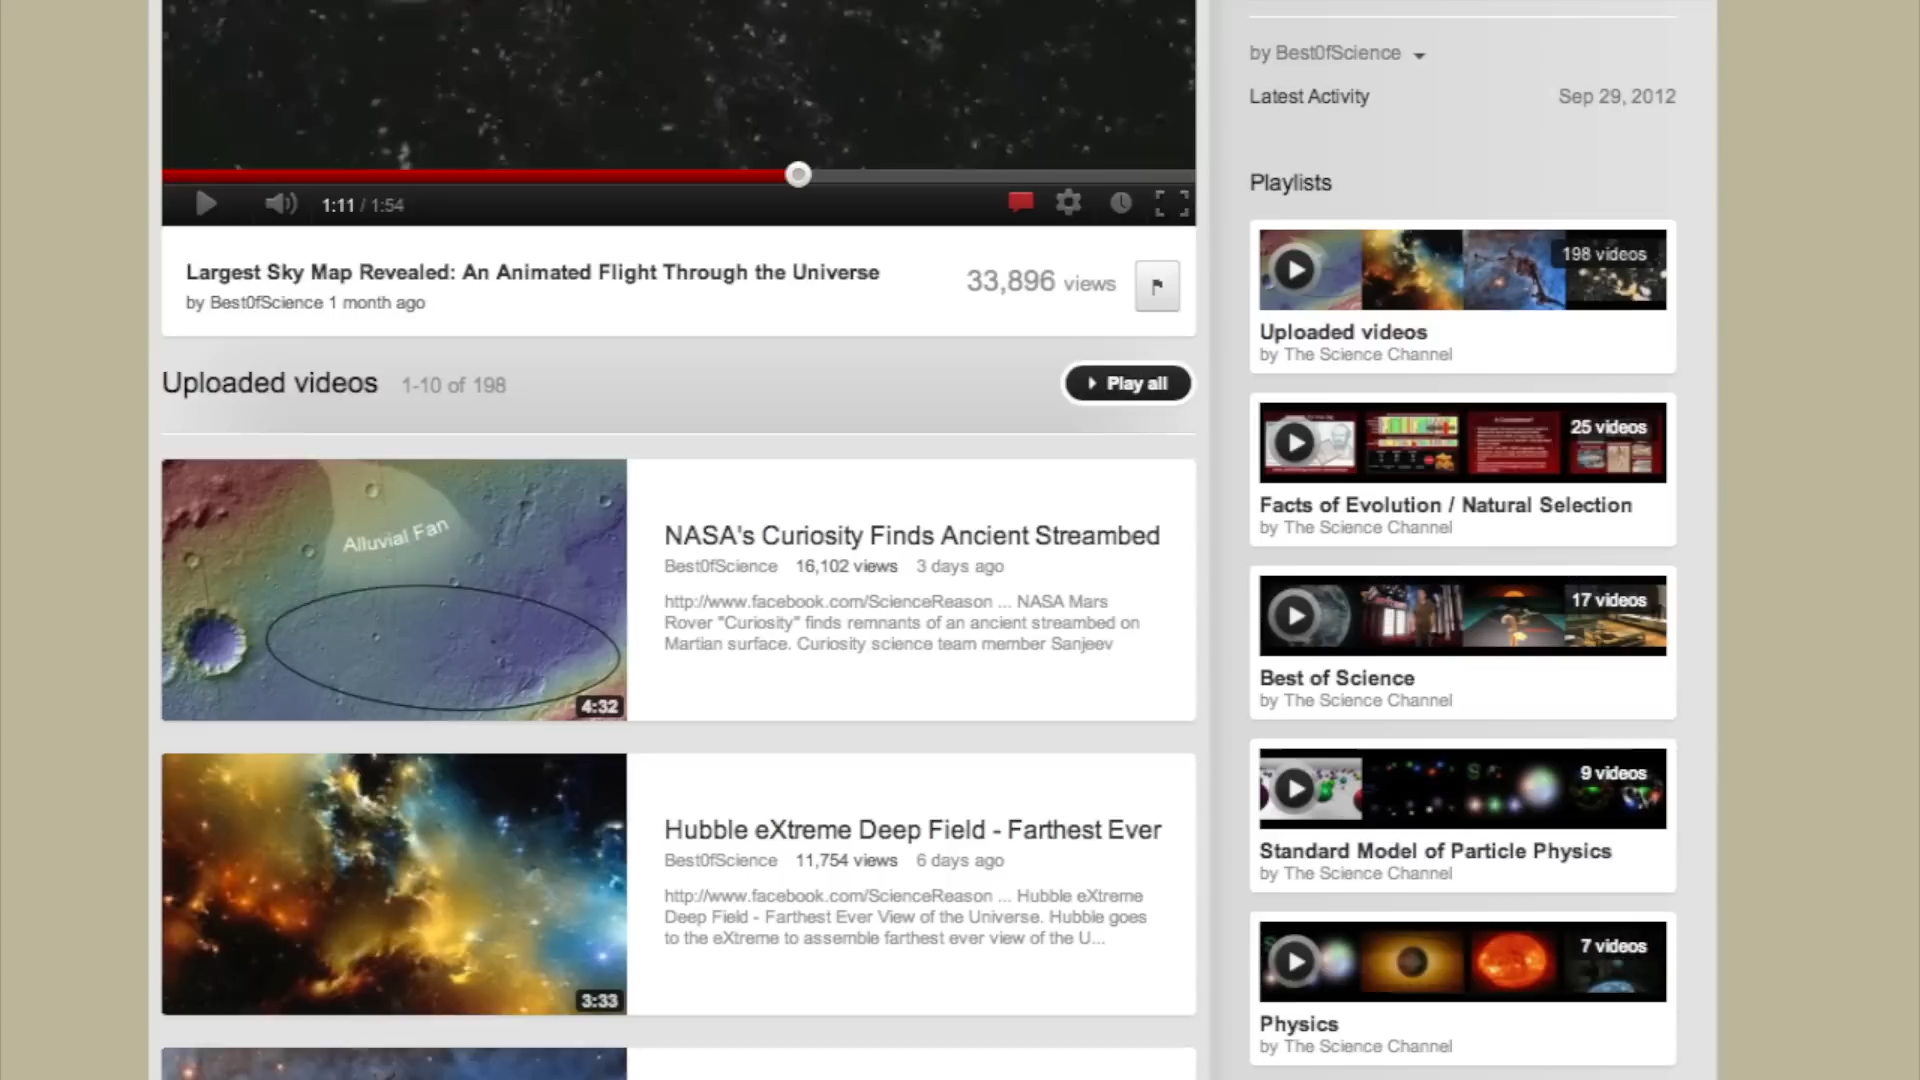 1:11 / 1:54
Largest Sky Map Revealed: An Animated Flight Through the Universe
by Best0fScience 1 month ago
33,896 views
Uploaded videos 1-10 of 198
Play all
Alluvial Fan
4:32
NASA's Curiosity Finds Ancient Streambed
Best0fScience 16,102 views 3 days ago
http://www.facebook.com/ScienceReason ... NASA Mars
Rover "Curiosity" finds remnants of an ancient streambed on
Martian surface. Curiosity science team member Sanjeev
3:33
Hubble eXtreme Deep Field - Farthest Ever
Best0fScience 11,754 views 6 days ago
http://www.facebook.com/ScienceReason ... Hubble eXtreme
Deep Field - Farthest Ever View of the Universe. Hubble goes
to the eXtreme to assemble farthest ever view of the U...
by Best0fScience
Latest Activity Sep 29, 2012
Playlists
198 videos
Uploaded videos
by The Science Channel
25 videos
Facts of Evolution / Natural Selection
by The Science Channel
17 videos
Best of Science
by The Science Channel
9 videos
Standard Model of Particle Physics
by The Science Channel
7 videos
Physics
by The Science Channel